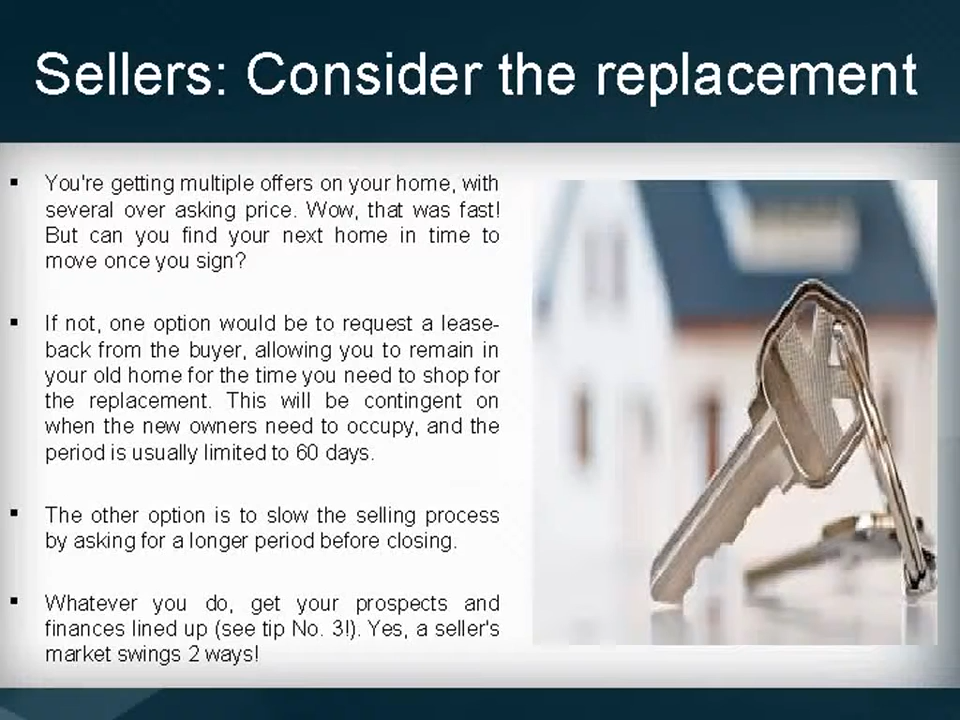 Sellers: Consider the replacement
▪ You're getting multiple offers on your home, with
several over asking price. Wow, that was fast!
But can you find your next home in time to
move once you sign?
▪ If not, one option would be to request a lease-
back from the buyer, allowing you to remain in
your old home for the time you need to shop for
the replacement. This will be contingent on
when the new owners need to occupy, and the
period is usually limited to 60 days.
▪ The other option is to slow the selling process
by asking for a longer period before closing.
▪ Whatever you do, get your prospects and
finances lined up (see tip No. 3!). Yes, a seller's
market swings 2 ways!